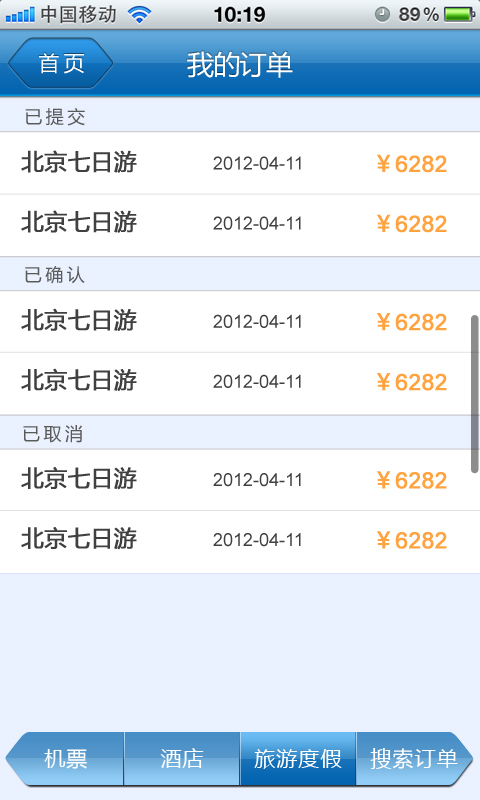 中国移动 10:19 89%
首页 我的订单
已提交
北京七日游 2012-04-11 ¥6282
北京七日游 2012-04-11 ¥6282
已确认
北京七日游 2012-04-11 ¥6282
北京七日游 2012-04-11 ¥6282
已取消
北京七日游 2012-04-11 ¥6282
北京七日游 2012-04-11 ¥6282
机票 酒店 旅游度假 搜索订单